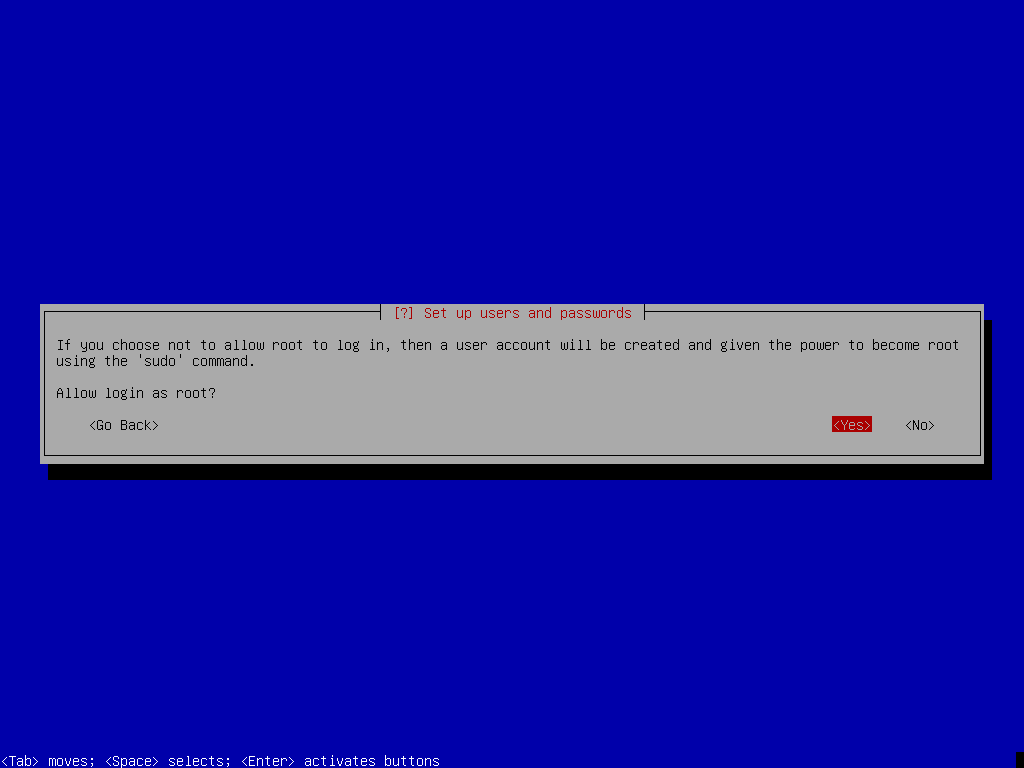 [?] Set up users and passwords
If you choose not to allow root to log in, then a user account will be created and given the power to become root
using the 'sudo' command.
Allow login as root?
<Go Back> <Yes> <No>
<Tab> moves; <Space> selects; <Enter> activates buttons